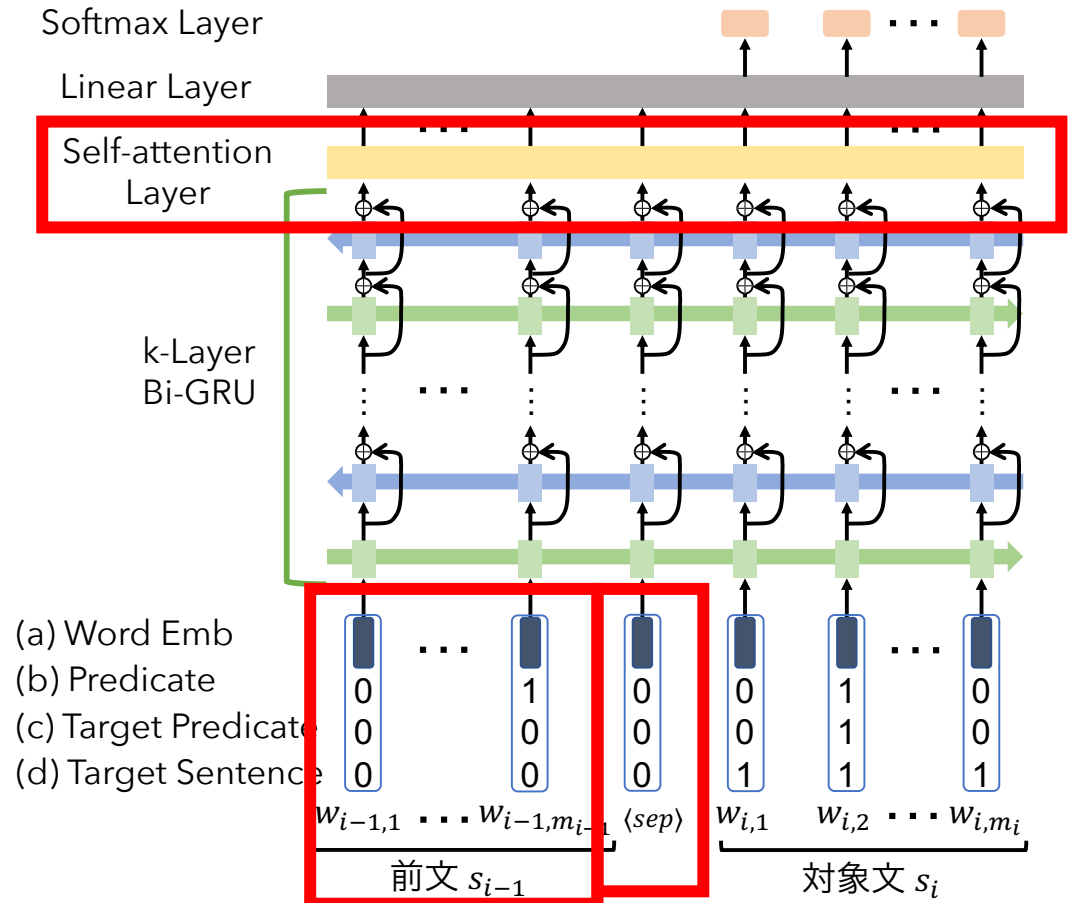 Softmax Layer
...
Linear Layer
... ...
Self-attention
Layer
k-Layer
Bi-GRU
... ...
(a) Word Emb ... ...
(b) Predicate 0 1 0 0 1 0
(c) Target Predicate 0 0 0 0 1 0
(d) Target Sentence 0 0 0 1 1 1
w_{i-1,1} ... w_{i-1,m_{i-1}} ⟨sep⟩ w_{i,1} w_{i,2} ... w_{i,m_i}
前文 s_{i-1} 対象文 s_i